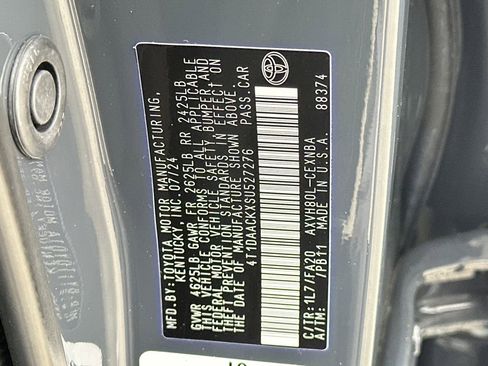 MFD.BY:TOYOTA MOTOR MANUFACTURING,
KENTUCKY, INC.07/24
GVWR 4625LB GAWR FR 2625LB RR 2425LB
THIS VEHICLE CONFORMS TO ALL APPLICABLE
FEDERAL MOTOR VEHICLE SAFETY, BUMPER, AND
THEFT PREVENTION STANDARDS IN EFFECT ON
THE DATE OF MANUFACTURE SHOWN ABOVE.
4T1DAACKXSU527276 PASS.CAR
C/TR:1L7/FA20 AXVH80L-CEXNBA
A/TM: /PB11 MADE IN U.S.A. 88374